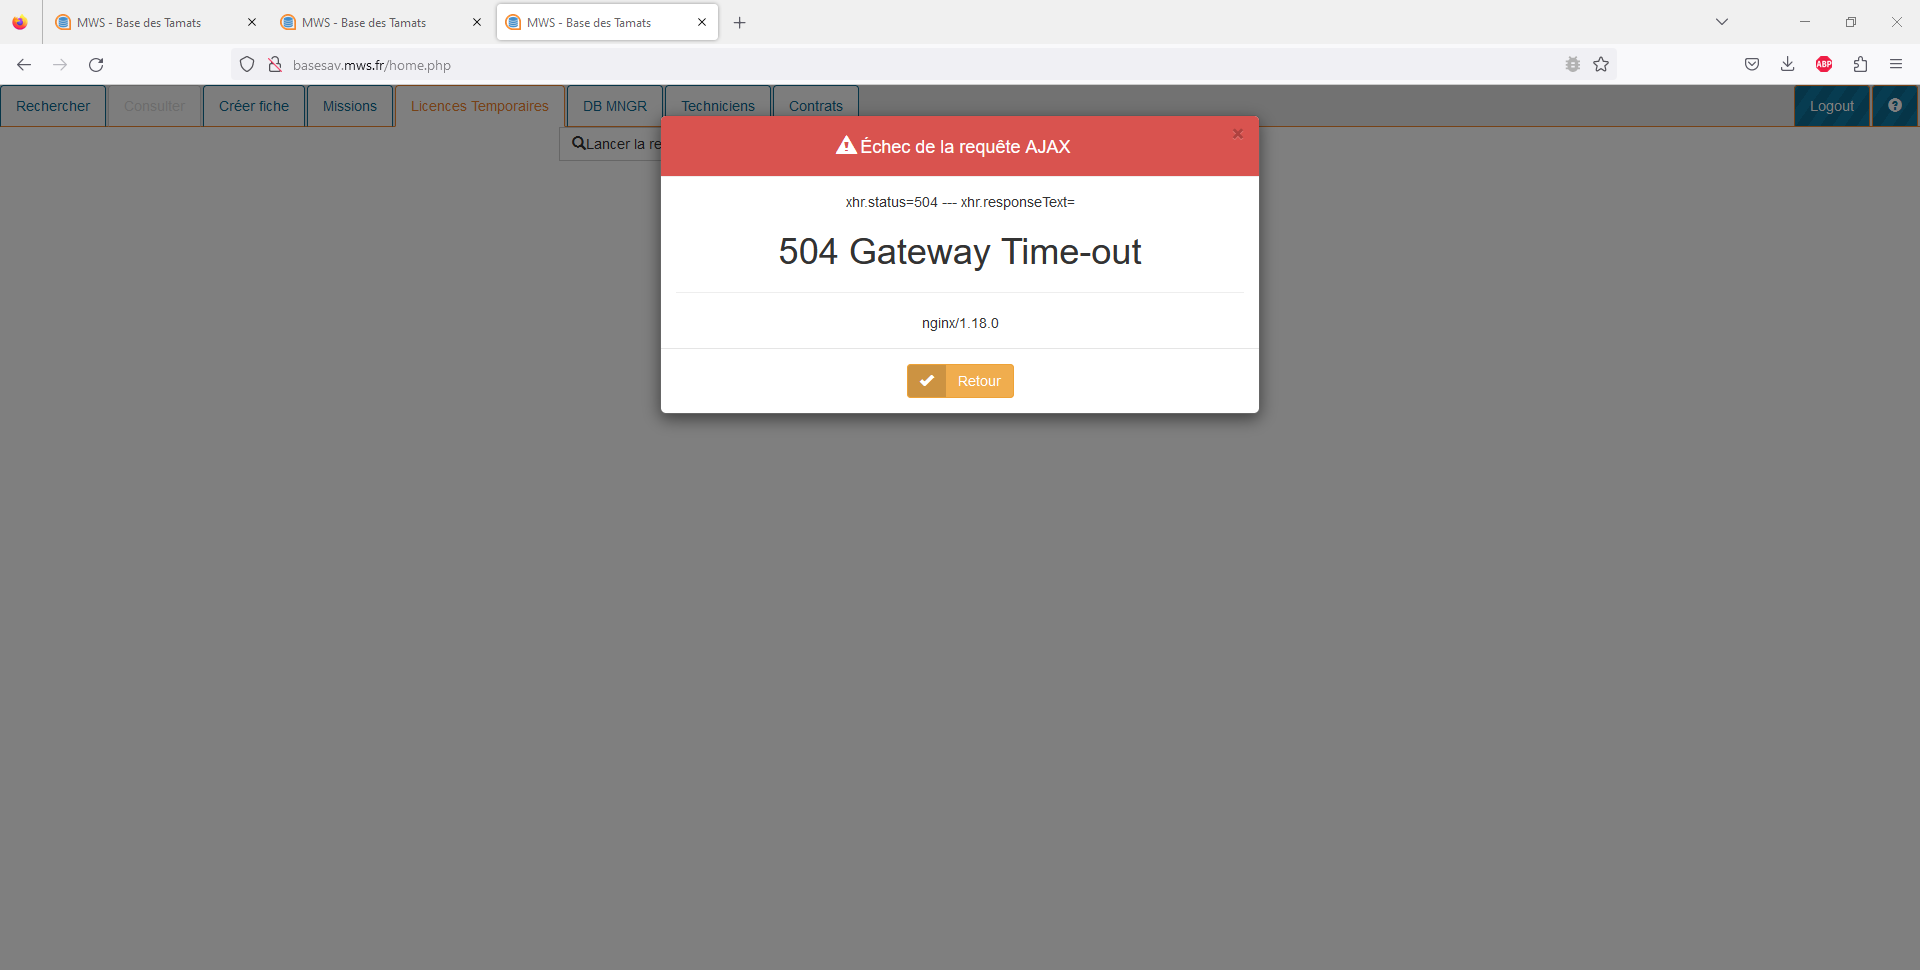 MWS - Base des Tamats
MWS - Base des Tamats
MWS - Base des Tamats
basesav.mws.fr/home.php
ABP
Rechercher
Consulter
Créer fiche
Missions
Licences Temporaires
DB MNGR
Techniciens
Contrats
Logout
Lancer la re
Échec de la requête AJAX
×
xhr.status=504 --- xhr.responseText=
504 Gateway Time-out
nginx/1.18.0
Retour